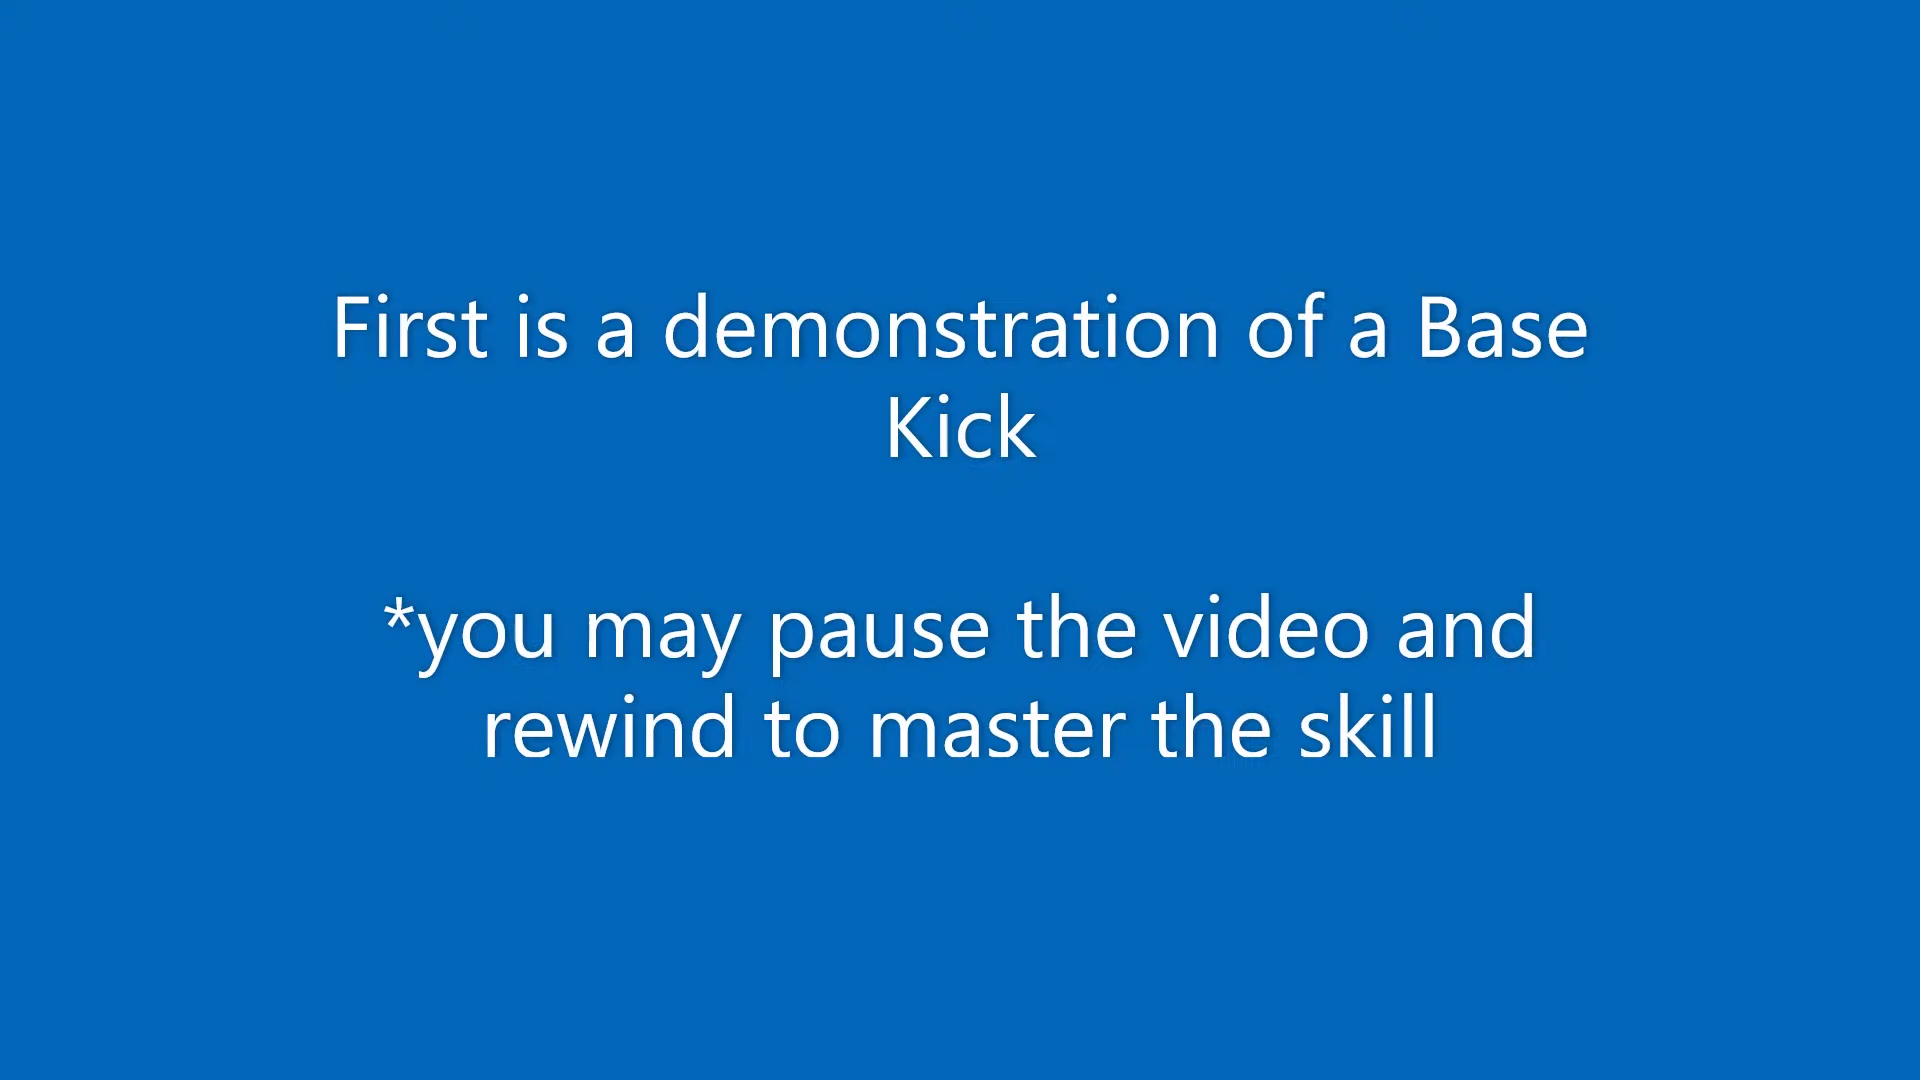 First is a demonstration of a Base
Kick
*you may pause the video and
rewind to master the skill